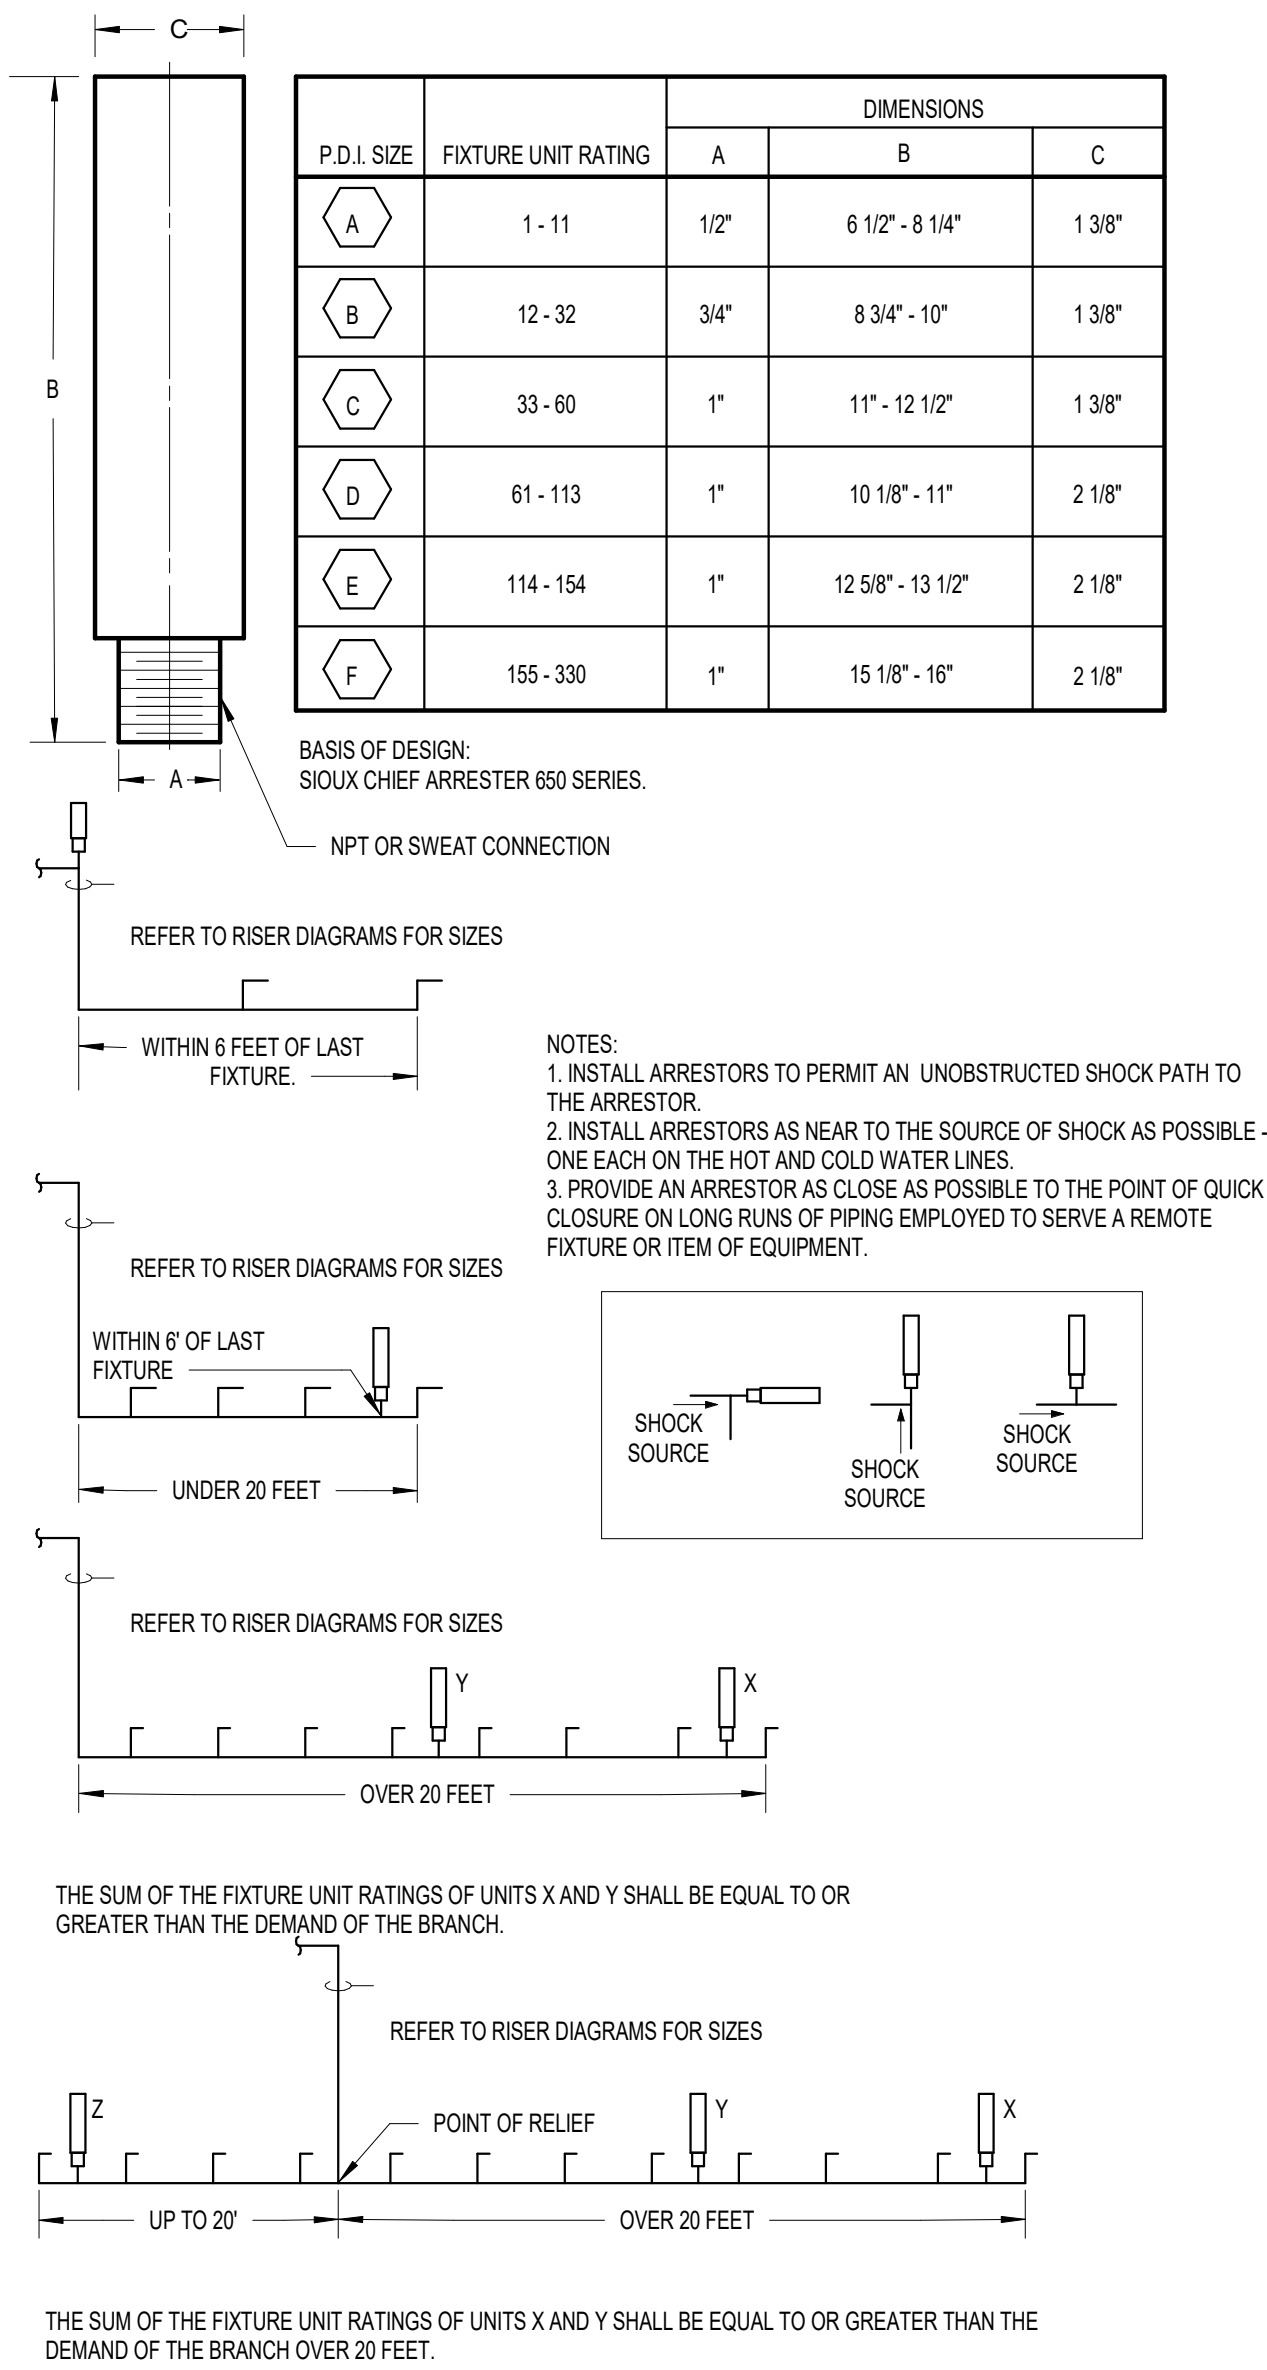 C
DIMENSIONS
P.D.I. SIZE FIXTURE UNIT RATING A B C
A 1 - 11 1/2" 6 1/2" - 8 1/4" 1 3/8"
B 12 - 32 3/4" 8 3/4" - 10" 1 3/8"
B
C 33 - 60 1" 11" - 12 1/2" 1 3/8"
D 61 - 113 1" 10 1/8" - 11" 2 1/8"
E 114 - 154 1" 12 5/8" - 13 1/2" 2 1/8"
F 155 - 330 1" 15 1/8" - 16" 2 1/8"
A
BASIS OF DESIGN:
SIOUX CHIEF ARRESTER 650 SERIES.
NPT OR SWEAT CONNECTION
REFER TO RISER DIAGRAMS FOR SIZES
WITHIN 6 FEET OF LAST
FIXTURE.
NOTES:
1. INSTALL ARRESTORS TO PERMIT AN UNOBSTRUCTED SHOCK PATH TO
THE ARRESTOR.
2. INSTALL ARRESTORS AS NEAR TO THE SOURCE OF SHOCK AS POSSIBLE -
ONE EACH ON THE HOT AND COLD WATER LINES.
3. PROVIDE AN ARRESTOR AS CLOSE AS POSSIBLE TO THE POINT OF QUICK
CLOSURE ON LONG RUNS OF PIPING EMPLOYED TO SERVE A REMOTE
FIXTURE OR ITEM OF EQUIPMENT.
REFER TO RISER DIAGRAMS FOR SIZES
WITHIN 6' OF LAST
FIXTURE
UNDER 20 FEET
SHOCK
SOURCE
SHOCK
SOURCE
SHOCK
SOURCE
REFER TO RISER DIAGRAMS FOR SIZES
Y
X
OVER 20 FEET
THE SUM OF THE FIXTURE UNIT RATINGS OF UNITS X AND Y SHALL BE EQUAL TO OR
GREATER THAN THE DEMAND OF THE BRANCH.
REFER TO RISER DIAGRAMS FOR SIZES
Z
POINT OF RELIEF
Y
X
UP TO 20'
OVER 20 FEET
THE SUM OF THE FIXTURE UNIT RATINGS OF UNITS X AND Y SHALL BE EQUAL TO OR GREATER THAN THE
DEMAND OF THE BRANCH OVER 20 FEET.